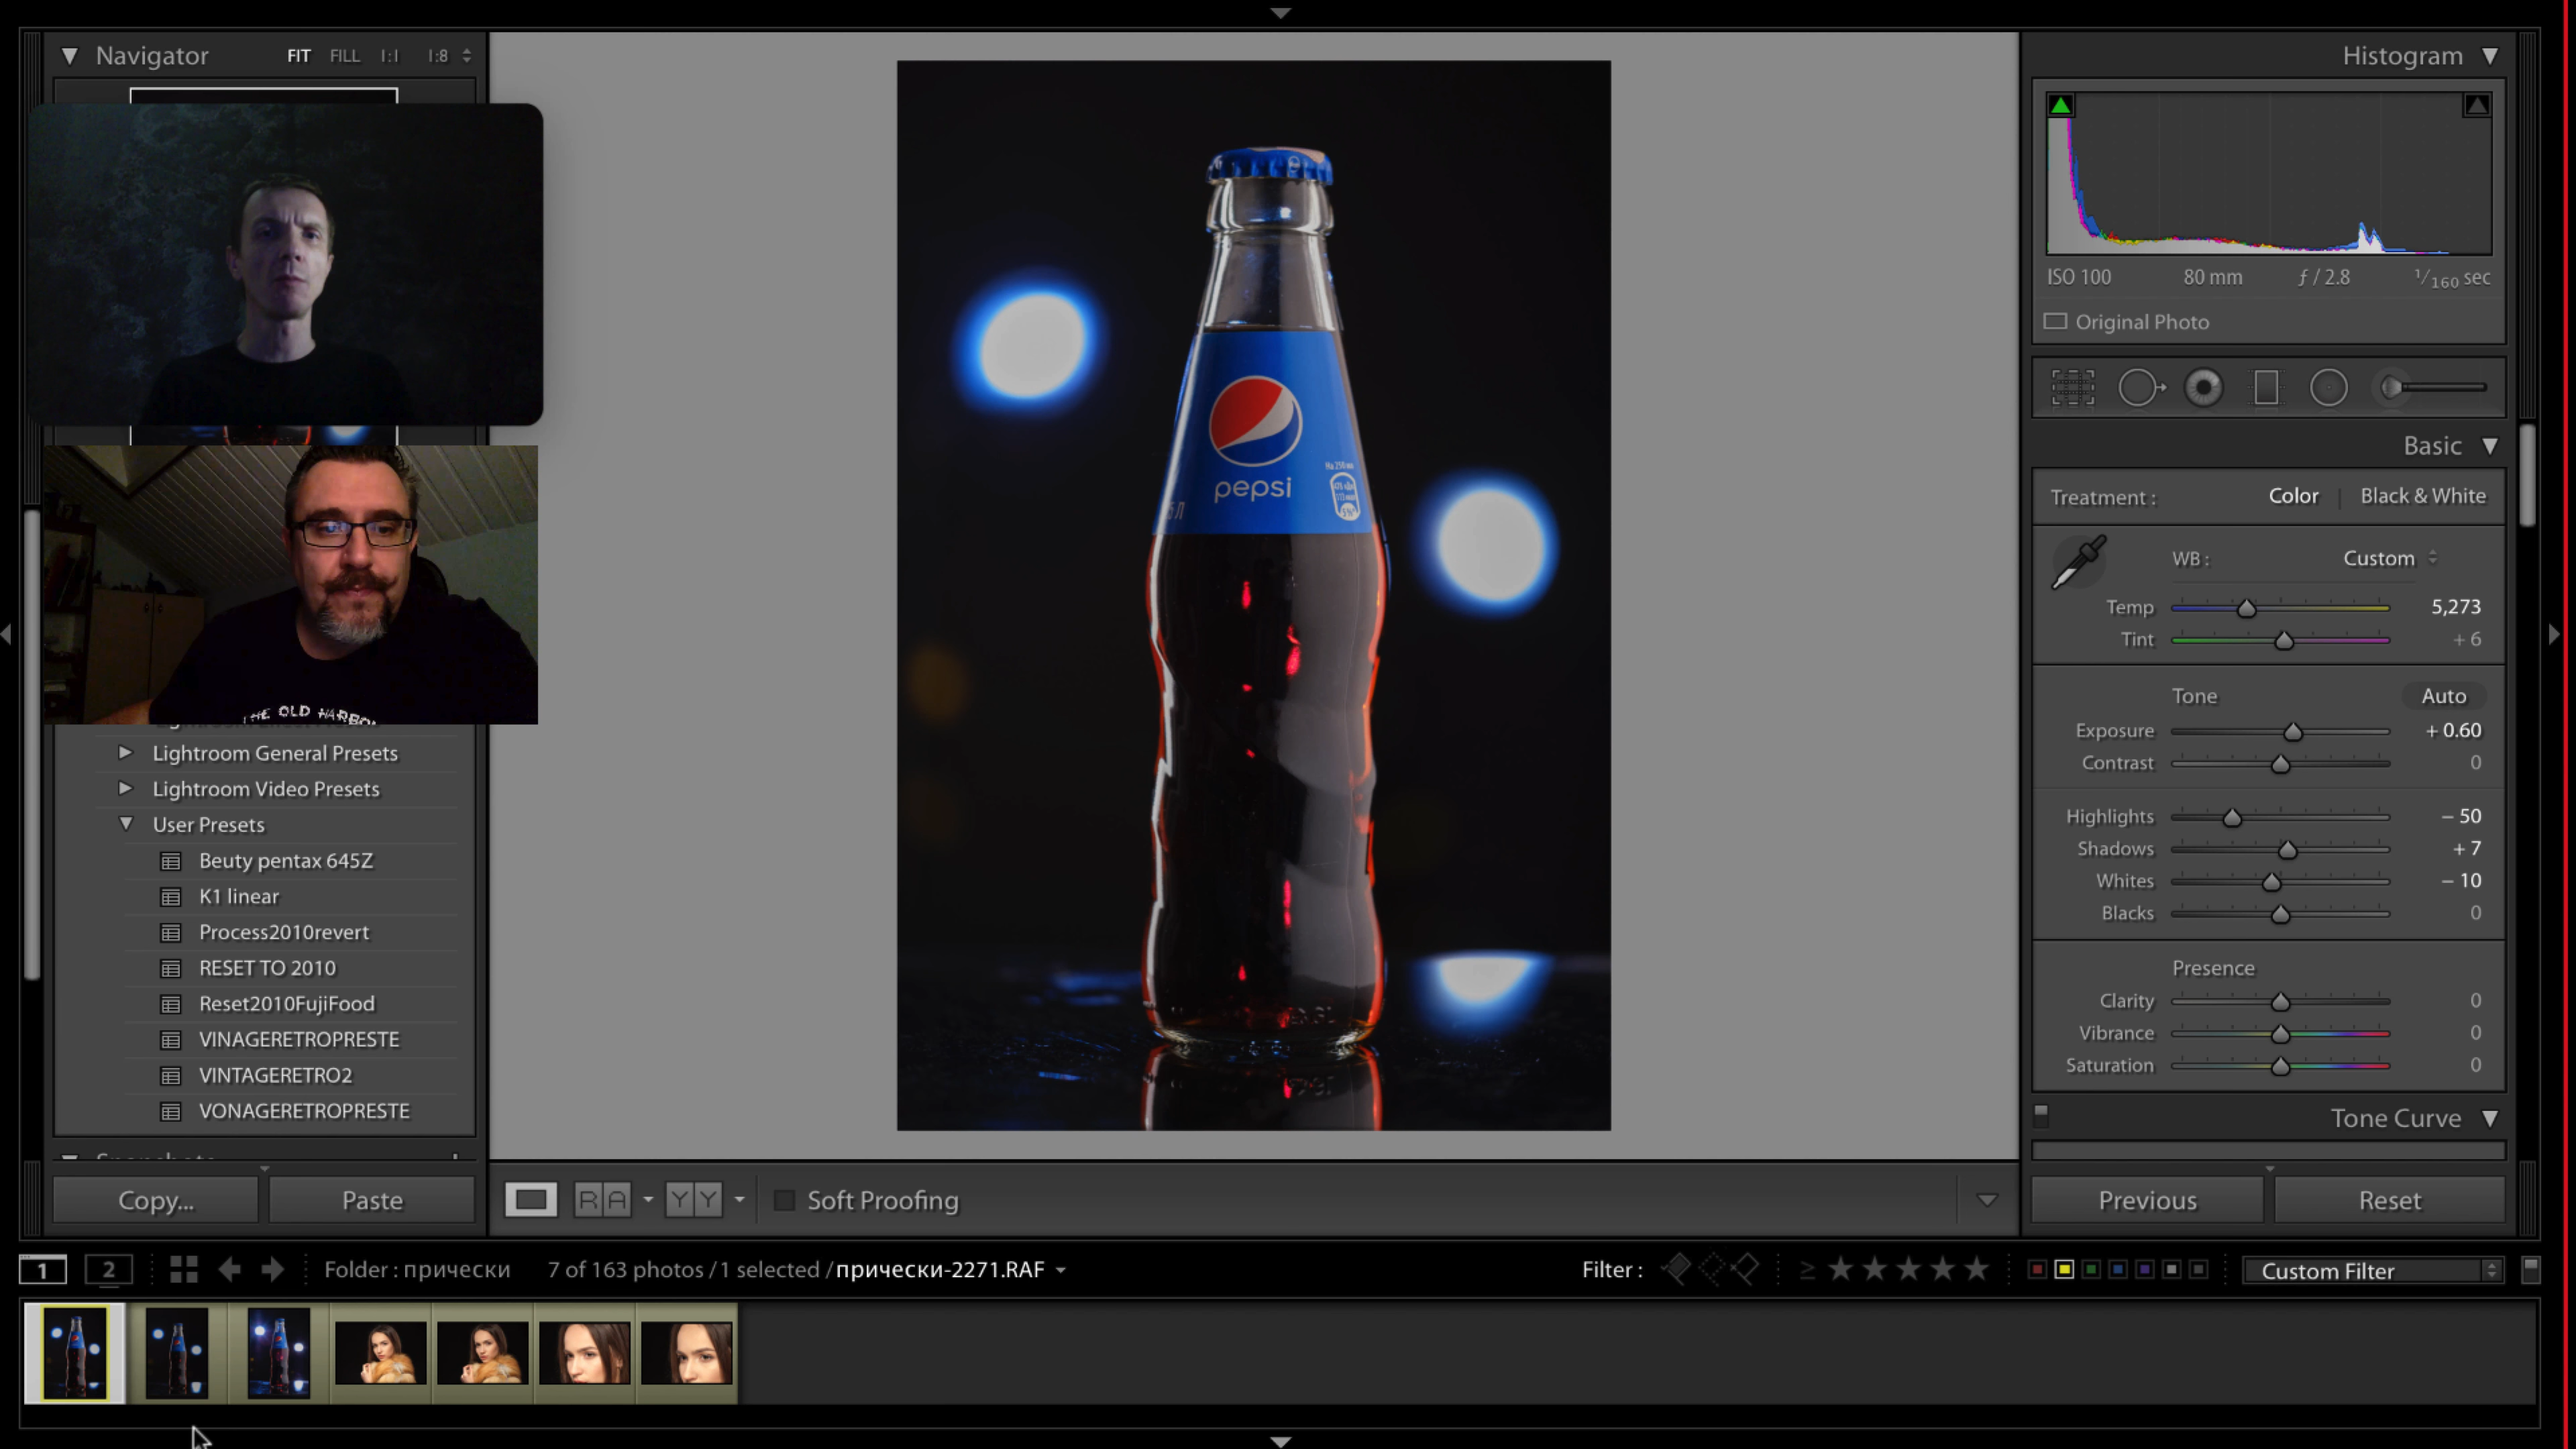 Navigator
FIT FILL 1:1 1:8
THE OLD HARBO
Lightroom General Presets
Lightroom Video Presets
User Presets
Beuty pentax 645Z
K1 linear
Process2010revert
RESET TO 2010
Reset2010FujiFood
VINAGERETROPRESTE
VINTAGERETRO2
VONAGERETROPRESTE
Copy...
Paste
pepsi
RA
YY
Soft Proofing
Histogram
ISO 100 80 mm ƒ / 2.8 1/160 sec
Original Photo
Basic
Treatment : Color | Black & White
WB : Custom
Temp 5,273
Tint + 6
Tone Auto
Exposure + 0.60
Contrast 0
Highlights – 50
Shadows + 7
Whites – 10
Blacks 0
Presence
Clarity 0
Vibrance 0
Saturation 0
Tone Curve
Previous
Reset
1 2
Folder : прически 7 of 163 photos / 1 selected / прически-2271.RAF
Filter : ≥ Custom Filter